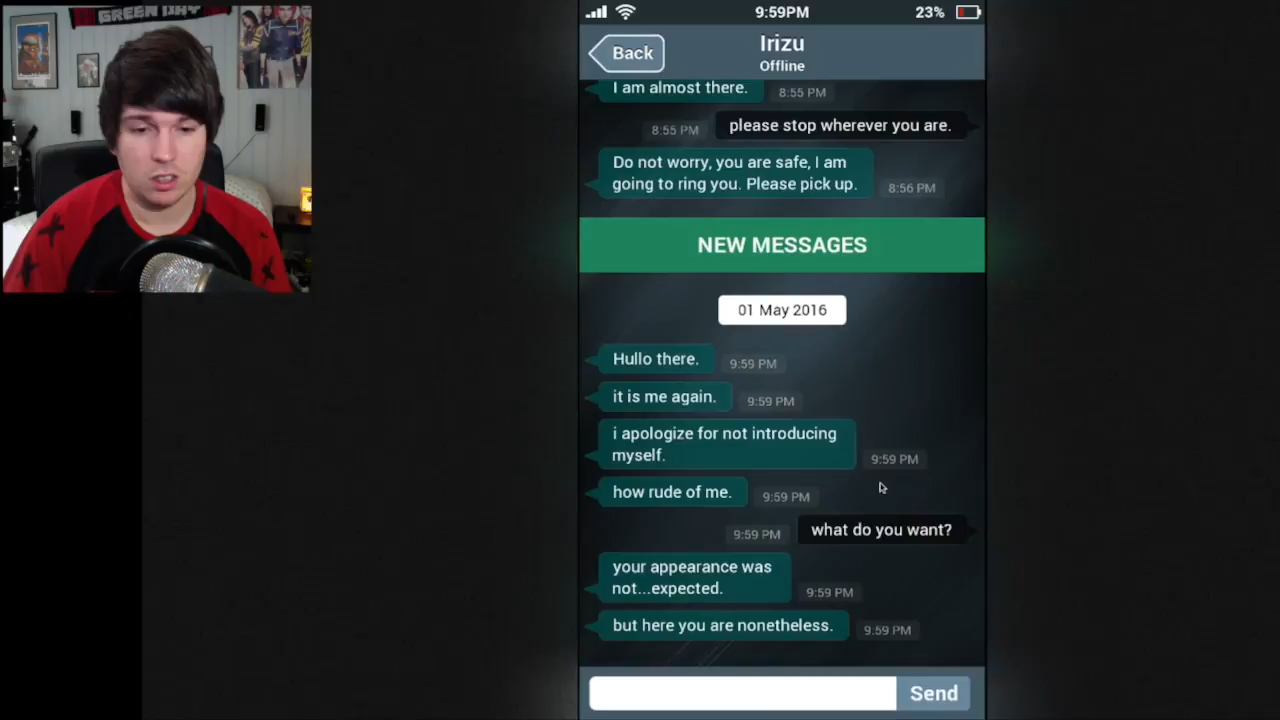 GREEN DAY
9:59PM
23%
Back
Irizu
Offline
I am almost there.
8:55 PM
8:55 PM
please stop wherever you are.
Do not worry, you are safe, I am
going to ring you. Please pick up.
8:56 PM
NEW MESSAGES
01 May 2016
Hullo there.
9:59 PM
it is me again.
9:59 PM
i apologize for not introducing
myself.
9:59 PM
how rude of me.
9:59 PM
9:59 PM
what do you want?
your appearance was
not...expected.
9:59 PM
but here you are nonetheless.
9:59 PM
Send